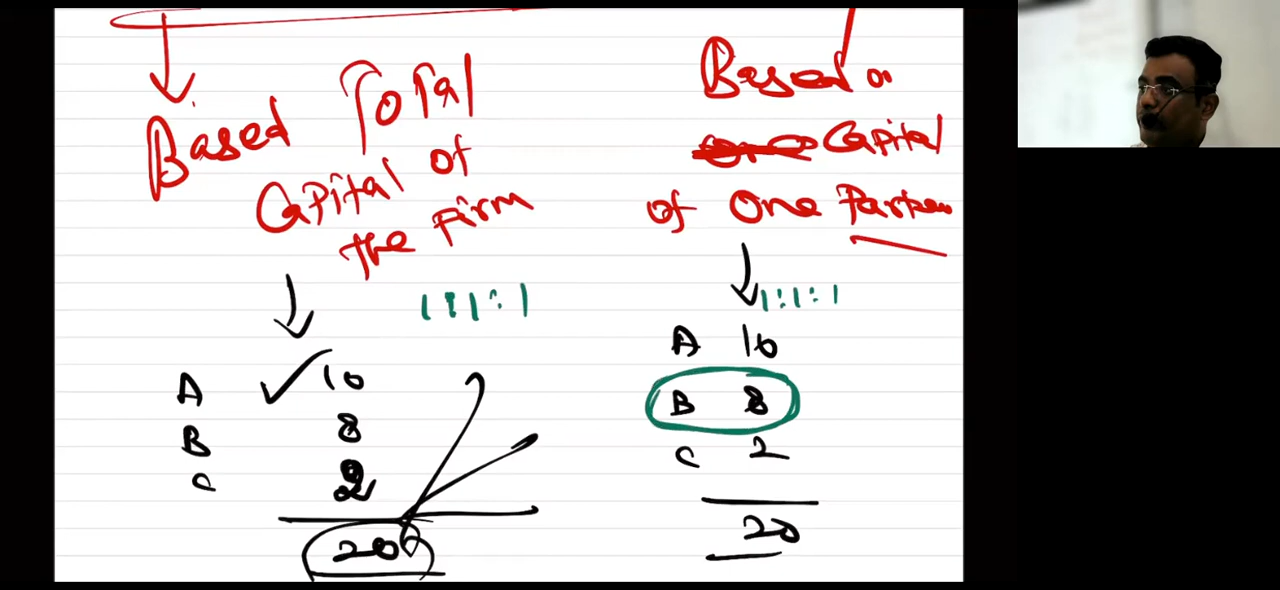 Based Total
Capital of
the firm
Based on
Capital
of One Partner
1:1:1
A 10
B 8
C 2
20
1:1:1
A 10
B 8
C 2
20